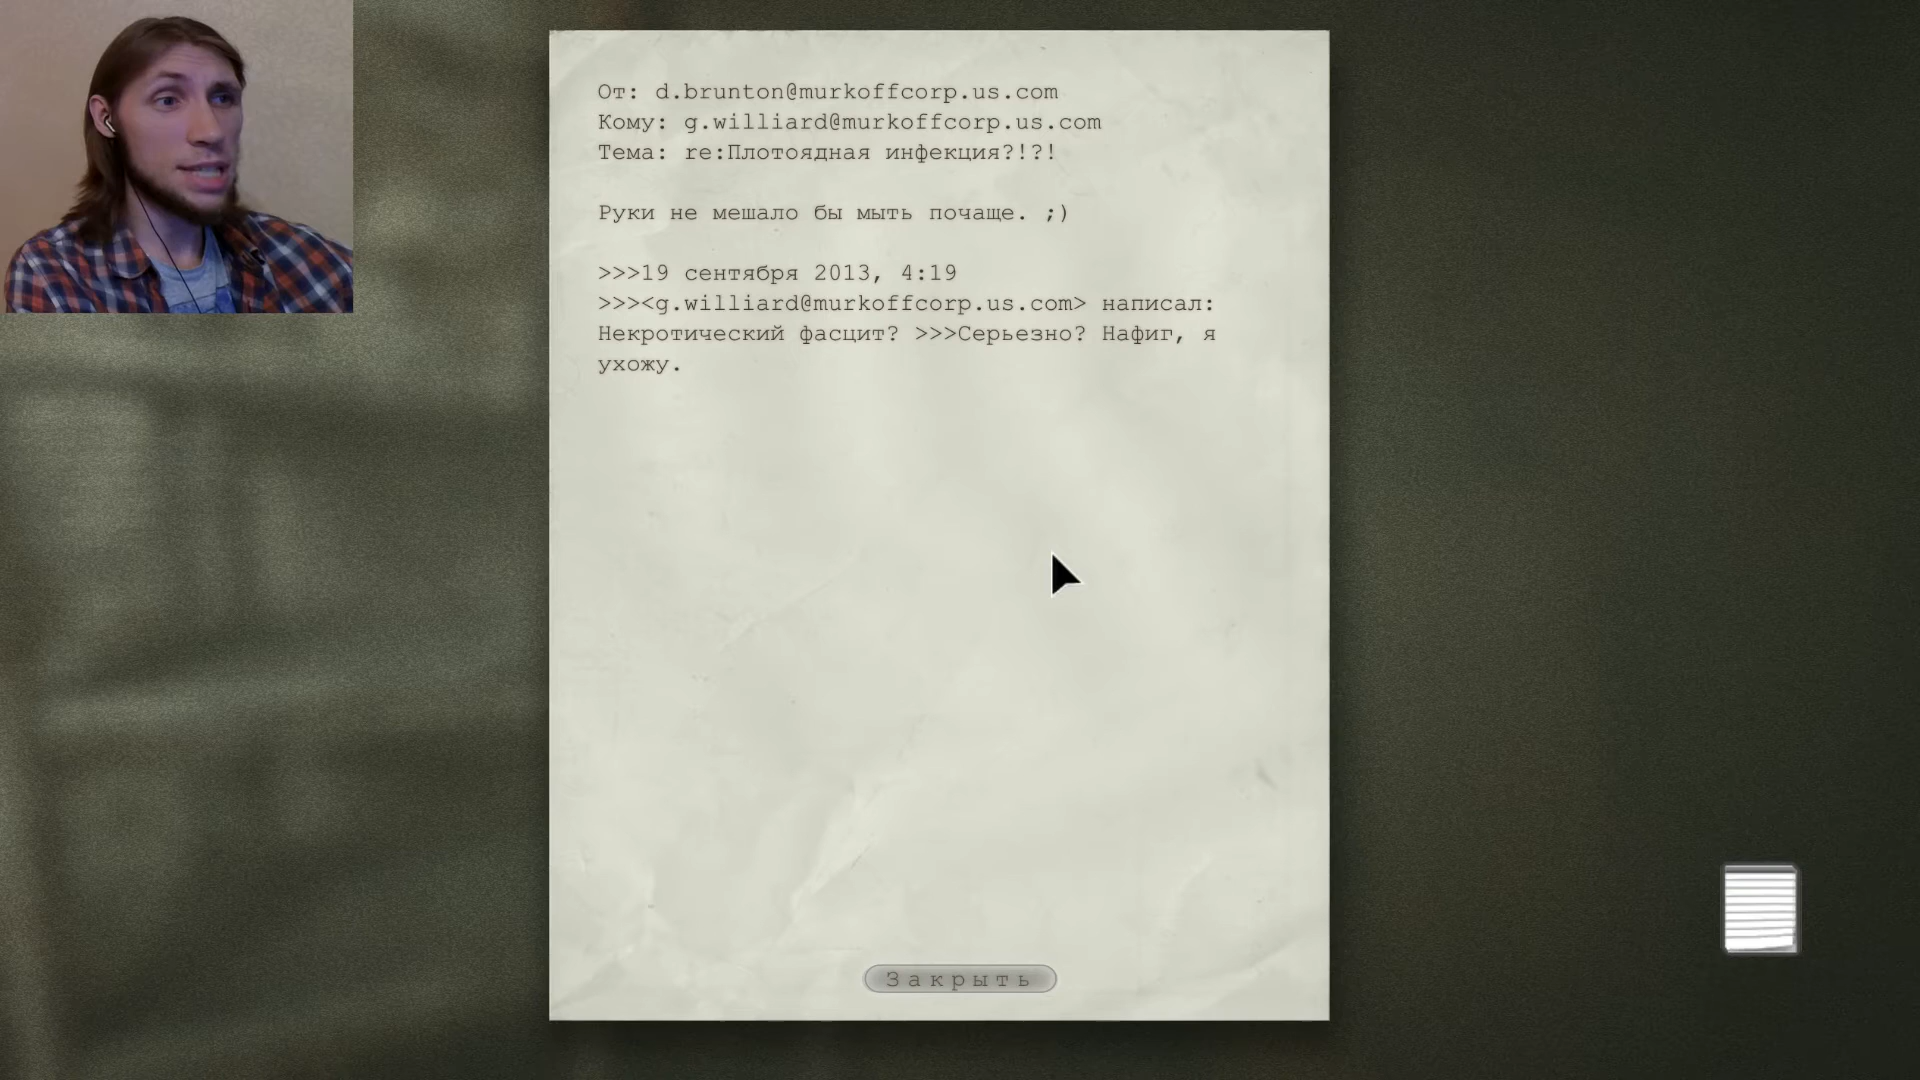 От: d.brunton@murkoffcorp.us.com
Кому: g.williard@murkoffcorp.us.com
Тема: re:Плотоядная инфекция?!?!
Руки не мешало бы мыть почаще. ;)
>>>19 сентября 2013, 4:19
>>><g.williard@murkoffcorp.us.com> написал:
Некротический фасцит? >>>Серьезно? Нафиг, я
ухожу.
Закрыть